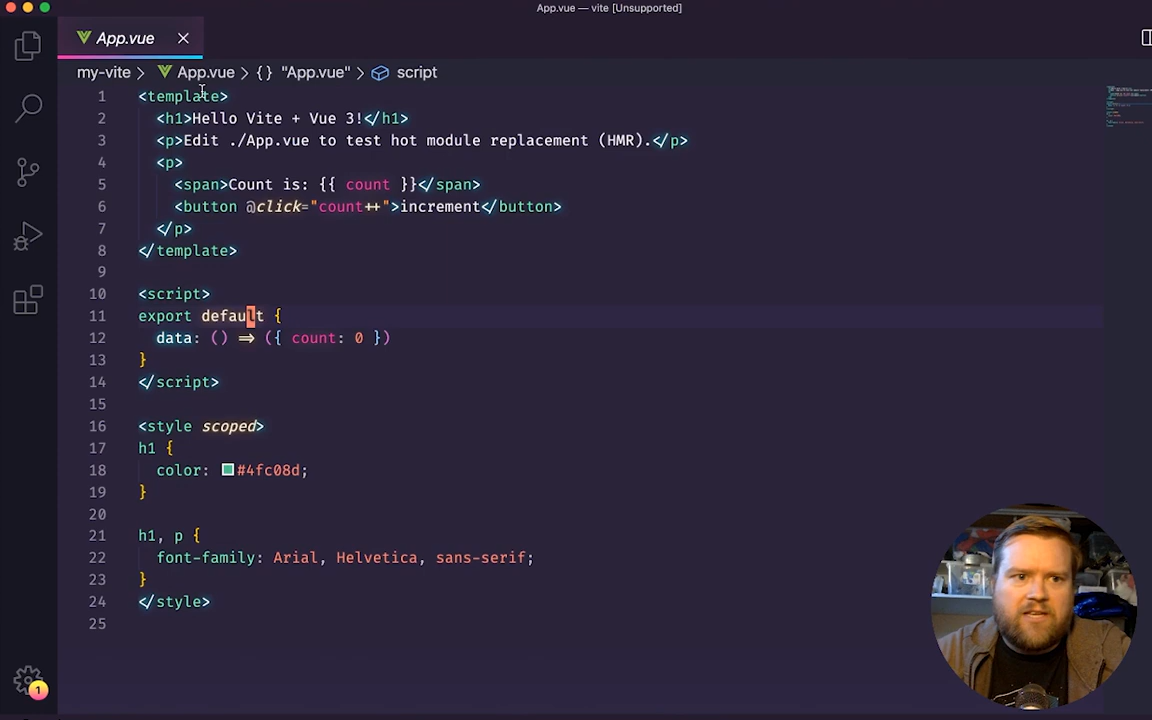 App.vue — vite [Unsupported]
App.vue
my-vite > App.vue > {} "App.vue" > script
1 <template>
2 <h1>Hello Vite + Vue 3!</h1>
3 <p>Edit ./App.vue to test hot module replacement (HMR).</p>
4 <p>
5 <span>Count is: {{ count }}</span>
6 <button @click="count++">increment</button>
7 </p>
8 </template>
9
10 <script>
11 export default {
12 data: () => ({ count: 0 })
13 }
14 </script>
15
16 <style scoped>
17 h1 {
18 color: #4fc08d;
19 }
20
21 h1, p {
22 font-family: Arial, Helvetica, sans-serif;
23 }
24 </style>
25
1